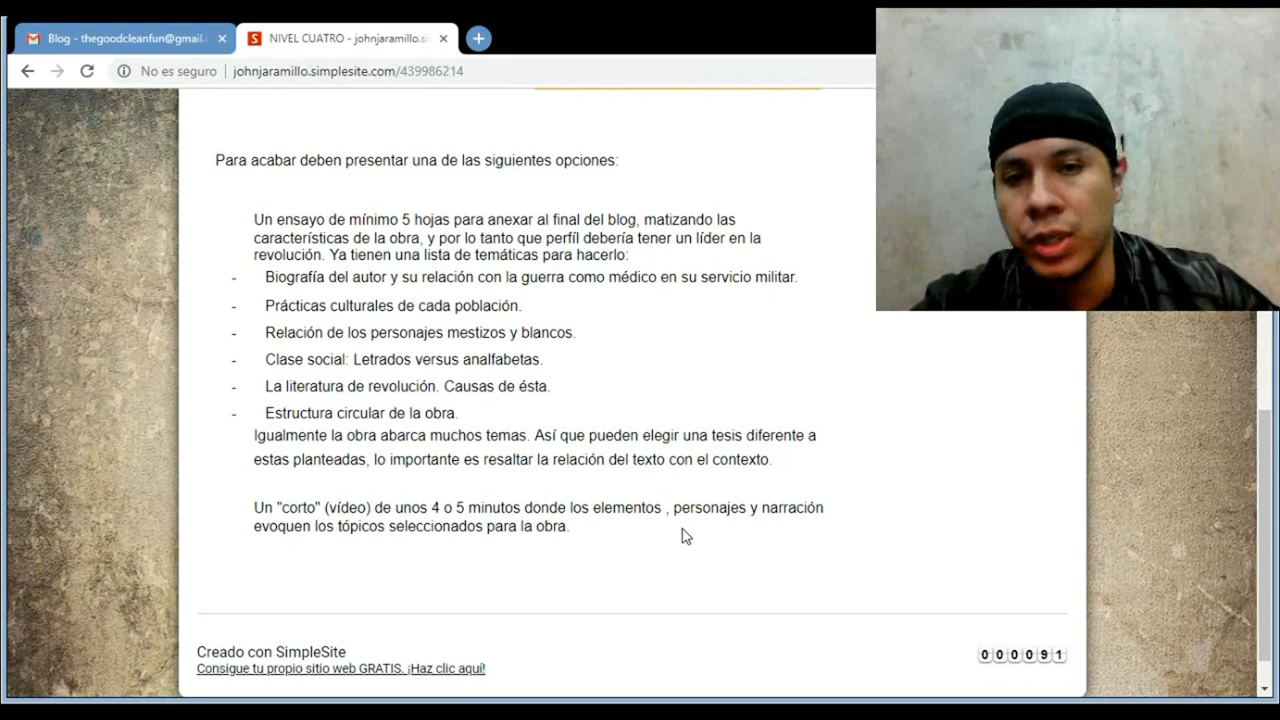 Blog - thegoodcleanfun@gmail.
NIVEL CUATRO - johnjaramillo.si
No es seguro
johnjaramillo.simplesite.com/439986214
Para acabar deben presentar una de las siguientes opciones:
Un ensayo de mínimo 5 hojas para anexar al final del blog, matizando las
características de la obra, y por lo tanto que perfíl debería tener un líder en la
revolución. Ya tienen una lista de temáticas para hacerlo:
- Biografía del autor y su relación con la guerra como médico en su servicio militar.
- Prácticas culturales de cada población.
- Relación de los personajes mestizos y blancos.
- Clase social: Letrados versus analfabetas.
- La literatura de revolución. Causas de ésta.
- Estructura circular de la obra.
Igualmente la obra abarca muchos temas. Así que pueden elegir una tesis diferente a
estas planteadas, lo importante es resaltar la relación del texto con el contexto.
Un "corto" (vídeo) de unos 4 o 5 minutos donde los elementos , personajes y narración
evoquen los tópicos seleccionados para la obra.
Creado con SimpleSite
Consigue tu propio sitio web GRATIS. ¡Haz clic aquí!
000091